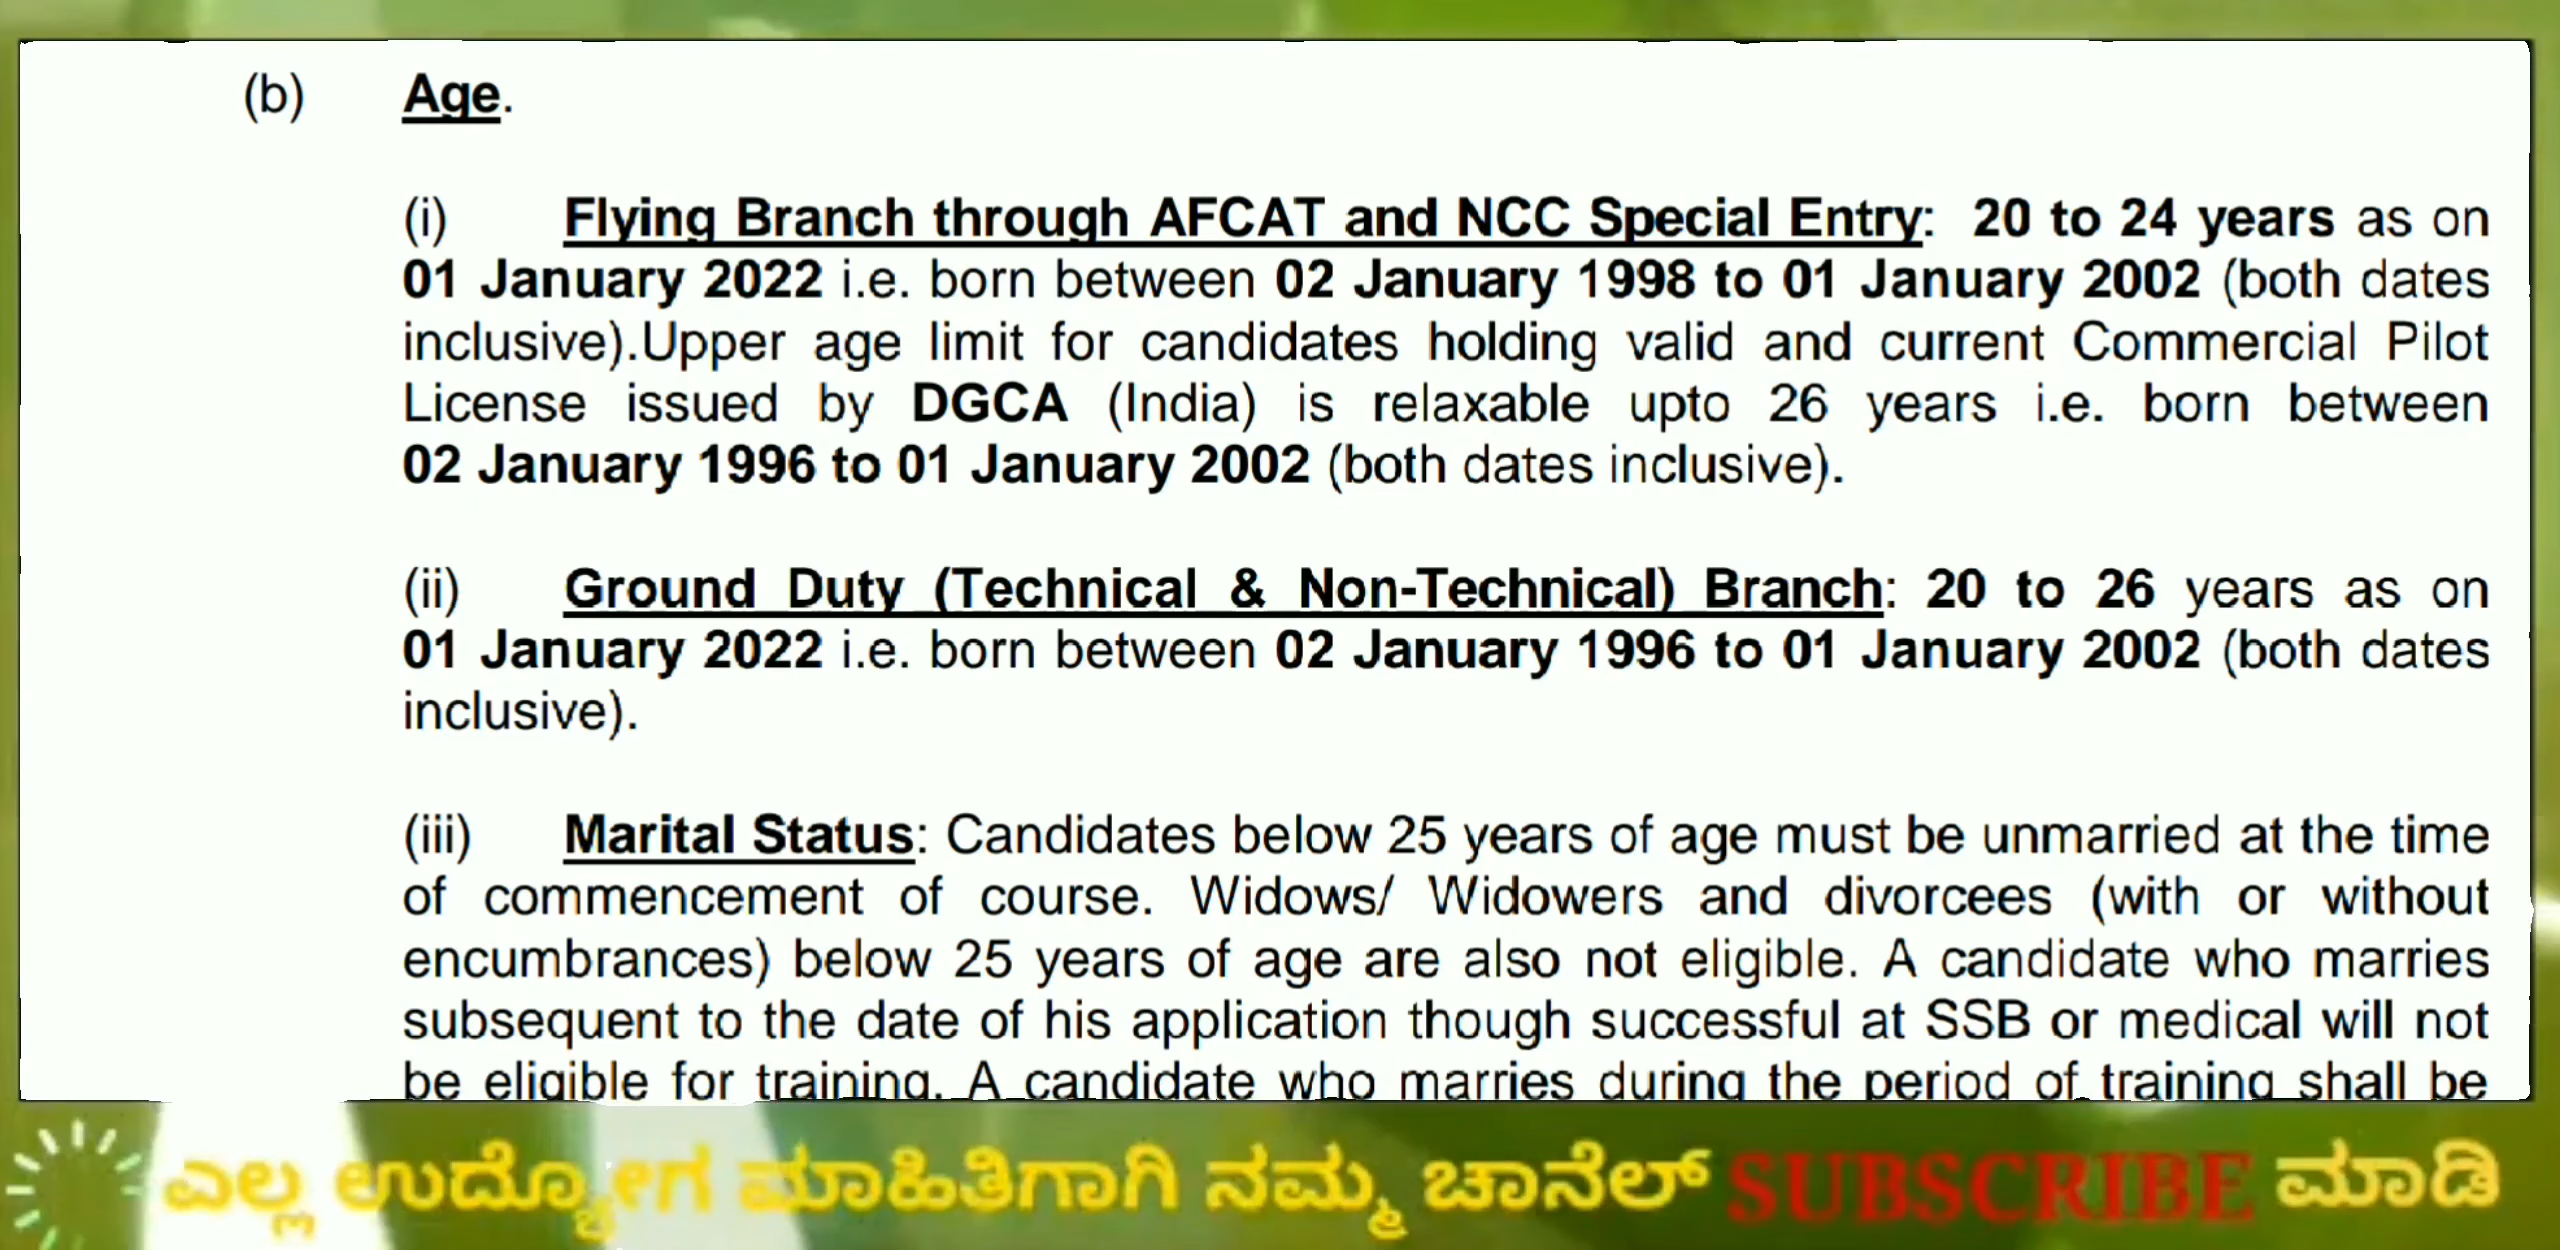 (b) Age.
(i) Flying Branch through AFCAT and NCC Special Entry: 20 to 24 years as on
01 January 2022 i.e. born between 02 January 1998 to 01 January 2002 (both dates
inclusive).Upper age limit for candidates holding valid and current Commercial Pilot
License issued by DGCA (India) is relaxable upto 26 years i.e. born between
02 January 1996 to 01 January 2002 (both dates inclusive).
(ii) Ground Duty (Technical & Non-Technical) Branch: 20 to 26 years as on
01 January 2022 i.e. born between 02 January 1996 to 01 January 2002 (both dates
inclusive).
(iii) Marital Status: Candidates below 25 years of age must be unmarried at the time
of commencement of course. Widows/ Widowers and divorcees (with or without
encumbrances) below 25 years of age are also not eligible. A candidate who marries
subsequent to the date of his application though successful at SSB or medical will not
be eligible for training. A candidate who marries during the period of training shall be
ಎಲ್ಲ ಉದ್ಯೋಗ ಮಾಹಿತಿಗಾಗಿ ನಮ್ಮ ಚಾನೆಲ್ SUBSCRIBE ಮಾಡಿ